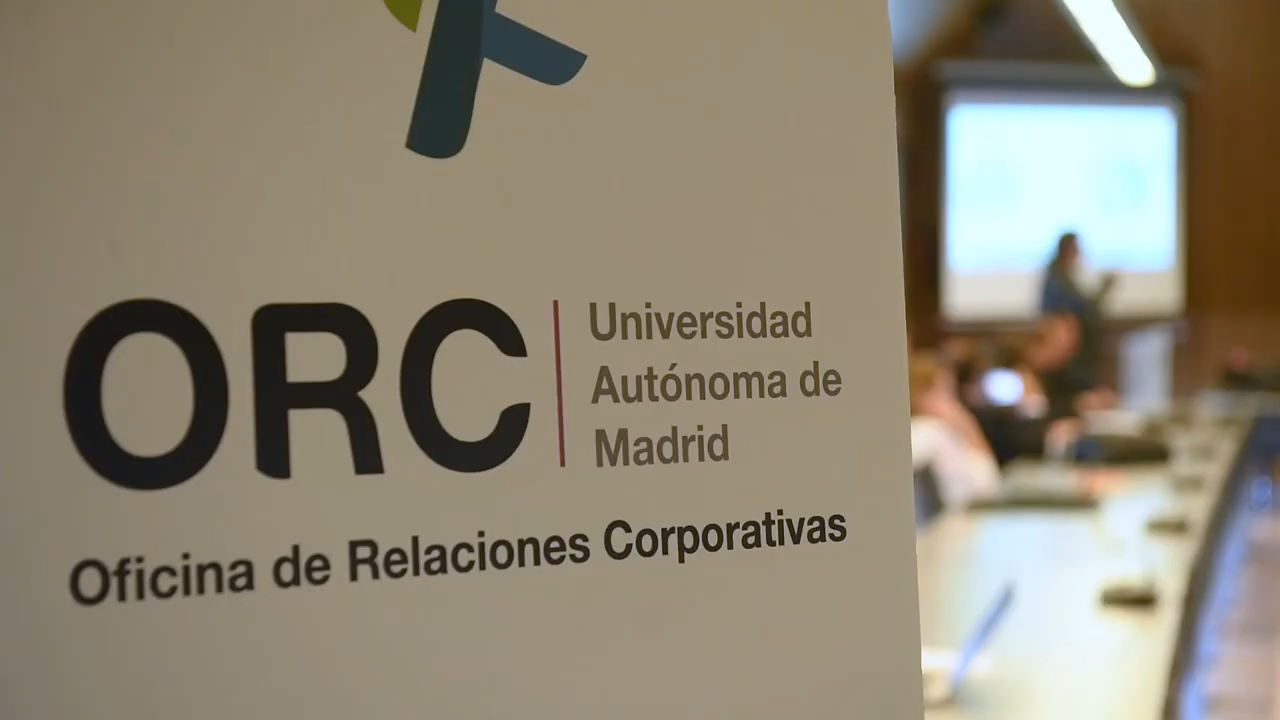 ORC
Universidad
Autónoma de
Madrid
Oficina de Relaciones Corporativas